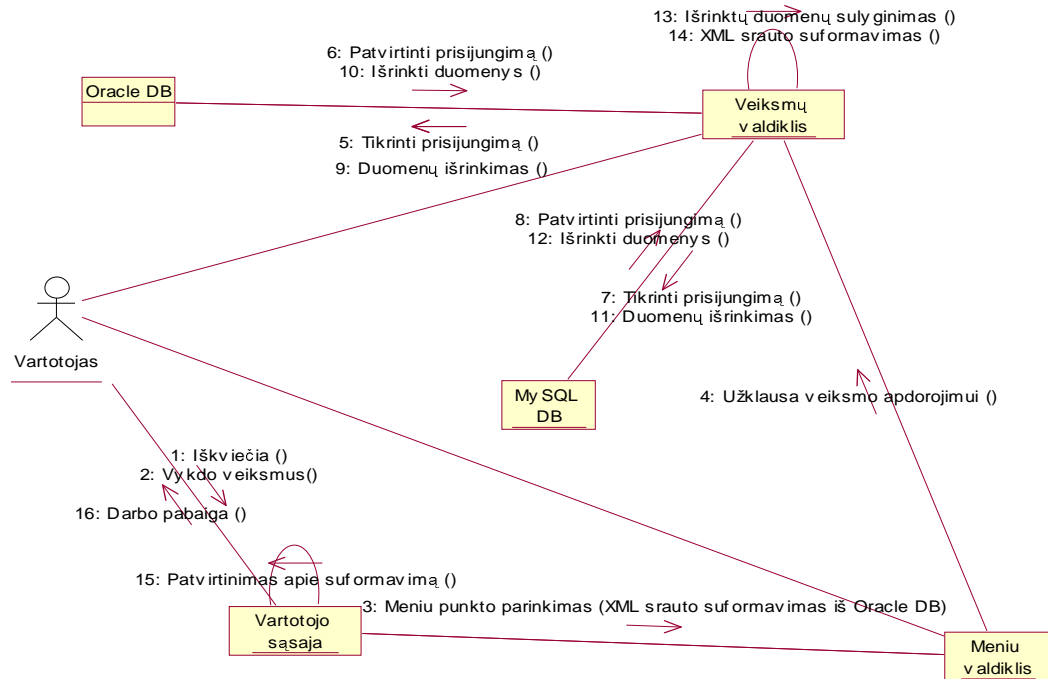 13: Išrinktų duomenų sulyginimas ()
14: XML srauto suformavimas ()
6: Patvirtinti prisijungimą ()
10: Išrinkti duomenys ()
Oracle DB
Veiksmų
valdiklis
5: Tikrinti prisijungimą ()
9: Duomenų išrinkimas ()
8: Patvirtinti prisijungimą ()
12: Išrinkti duomenys ()
7: Tikrinti prisijungimą ()
11: Duomenų išrinkimas ()
Vartotojas
My SQL
DB
4: Užklausa veiksmo apdorojimui ()
1: Iškviečia ()
2: Vykdo veiksmus()
16: Darbo pabaiga ()
15: Patvirtinimas apie suformavimą ()
3: Meniu punkto parinkimas (XML srauto suformavimas iš Oracle DB)
Vartotojo
sąsaja
Meniu
valdiklis